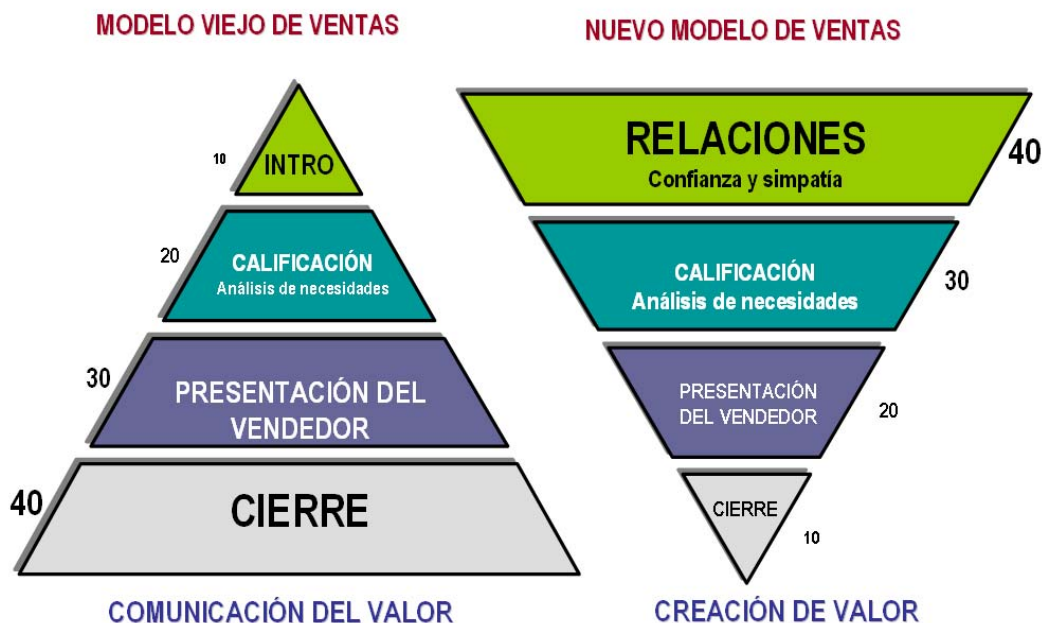 MODELO VIEJO DE VENTAS
10
INTRO
20
CALIFICACIÓN
Análisis de necesidades
30
PRESENTACIÓN DEL
VENDEDOR
40
CIERRE
COMUNICACIÓN DEL VALOR
NUEVO MODELO DE VENTAS
RELACIONES
Confianza y simpatía
40
CALIFICACIÓN
Análisis de necesidades
30
PRESENTACIÓN
DEL VENDEDOR
20
CIERRE
10
CREACIÓN DE VALOR